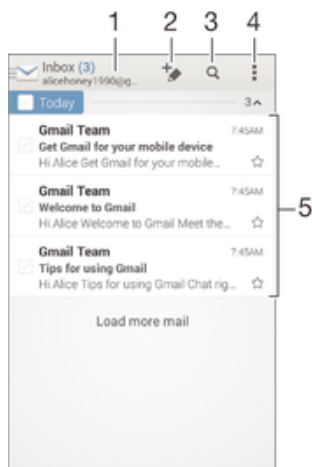 1 2 3 4
Inbox (3)
alicehoney1990@g...
Today 3
Gmail Team 7:45AM
Get Gmail for your mobile device
Hi Alice Get Gmail for your mobile...
Gmail Team 7:45AM
Welcome to Gmail
Hi Alice Welcome to Gmail Meet the...
5
Gmail Team 7:45AM
Tips for using Gmail
Hi Alice Tips for using Gmail Chat rig...
Load more mail